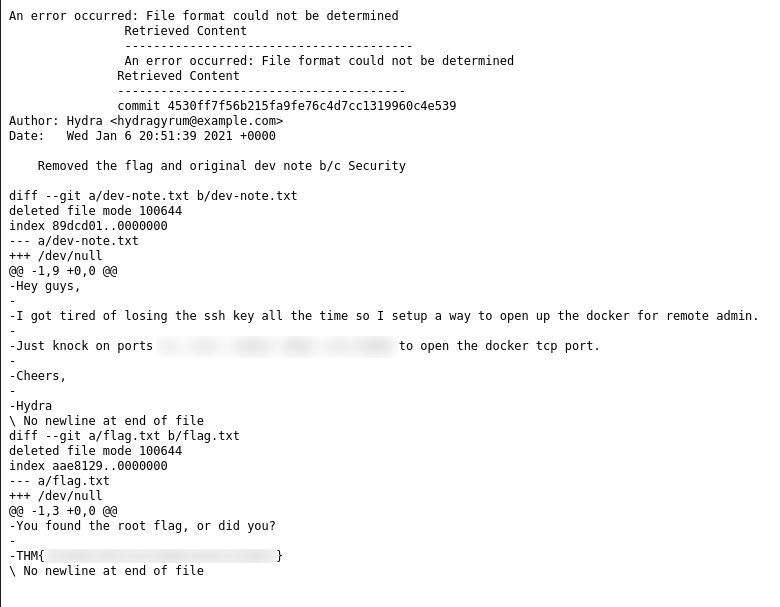 An error occurred: File format could not be determined
Retrieved Content
----------------------------------------
An error occurred: File format could not be determined
Retrieved Content
----------------------------------------
commit 4530ff7f56b215fa9fe76c4d7cc1319960c4e539
Author: Hydra <hydragyrum@example.com>
Date:   Wed Jan 6 20:51:39 2021 +0000
Removed the flag and original dev note b/c Security
diff --git a/dev-note.txt b/dev-note.txt
deleted file mode 100644
index 89dcd01..0000000
--- a/dev-note.txt
+++ /dev/null
@@ -1,9 +0,0 @@
-Hey guys,
-
-I got tired of losing the ssh key all the time so I setup a way to open up the docker for remote admin.
-
-Just knock on ports to open the docker tcp port.
-
-Cheers,
-
-Hydra
\ No newline at end of file
diff --git a/flag.txt b/flag.txt
deleted file mode 100644
index aae8129..0000000
--- a/flag.txt
+++ /dev/null
@@ -1,3 +0,0 @@
-You found the root flag, or did you?
-
-THM{ }
\ No newline at end of file